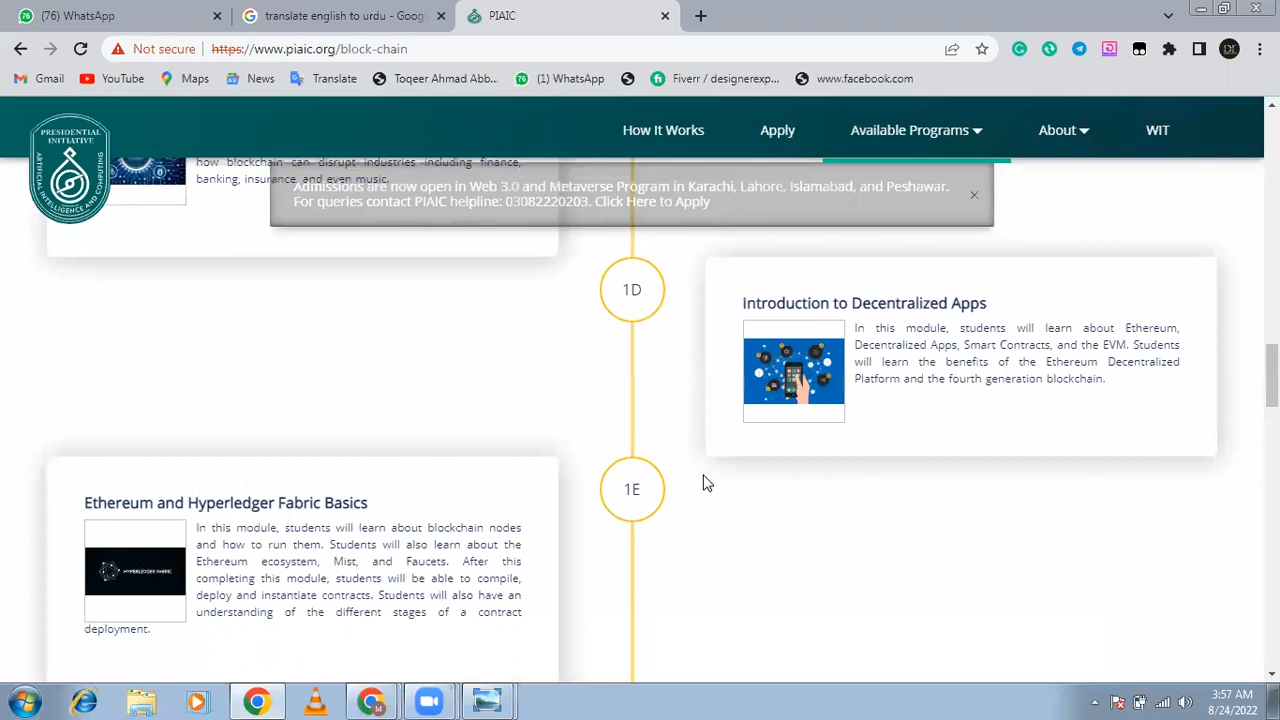 (76) WhatsApp
translate english to urdu - Goog
PIAIC
Not secure
https://www.piaic.org/block-chain
Gmail
YouTube
Maps
News
Translate
Toqeer Ahmad Abb...
(1) WhatsApp
Fiverr / designerexp...
www.facebook.com
PRESIDENTIAL
INITIATIVE
ARTIFICIAL
INTELLIGENCE AND
COMPUTING
How It Works
Apply
Available Programs
About
WIT
how blockchain can disrupt industries including finance,
banking, insurance, and even music.
Admissions are now open in Web 3.0 and Metaverse Program in Karachi, Lahore, Islamabad, and Peshawar.
For queries contact PIAIC helpline: 03082220203. Click Here to Apply
1D
Introduction to Decentralized Apps
In this module, students will learn about Ethereum,
Decentralized Apps, Smart Contracts, and the EVM. Students
will learn the benefits of the Ethereum Decentralized
Platform and the fourth generation blockchain.
1E
Ethereum and Hyperledger Fabric Basics
HYPERLEDGER FABRIC
In this module, students will learn about blockchain nodes
and how to run them. Students will also learn about the
Ethereum ecosystem, Mist, and Faucets. After this
completing this module, students will be able to compile,
deploy and instantiate contracts. Students will also have an
understanding of the different stages of a contract
deployment.
3:57 AM
8/24/2022